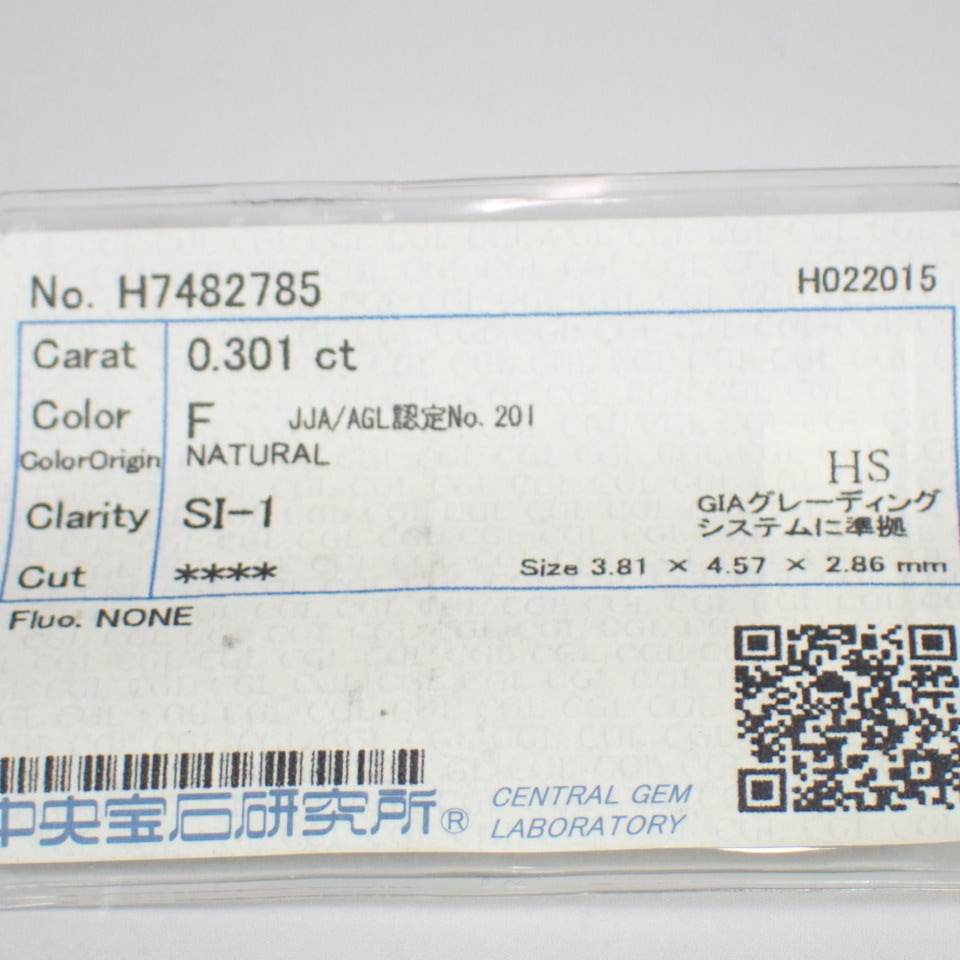 No. H7482785 H022015
Carat 0.301 ct
Color F JJA/AGL認定No. 201
ColorOrigin NATURAL
HS
Clarity SI-1 GIAグレーディング
システムに準拠
Cut **** Size 3.81 × 4.57 × 2.86 mm
Fluo. NONE
中央宝石研究所® CENTRAL GEM
LABORATORY